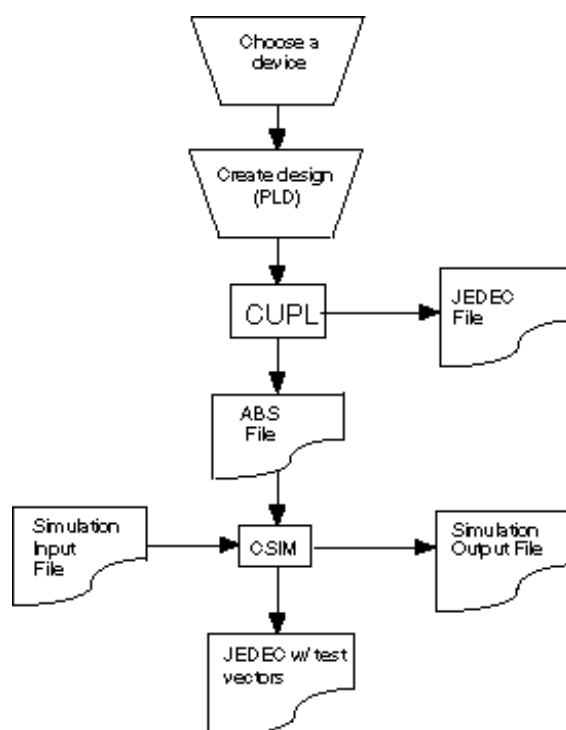 Choose a
device
Create design
(PLD)
CUPL
JEDEC
File
ABS
File
Simulation
Input
File
CSIM
Simulation
Output File
JEDEC w/ test
vectors